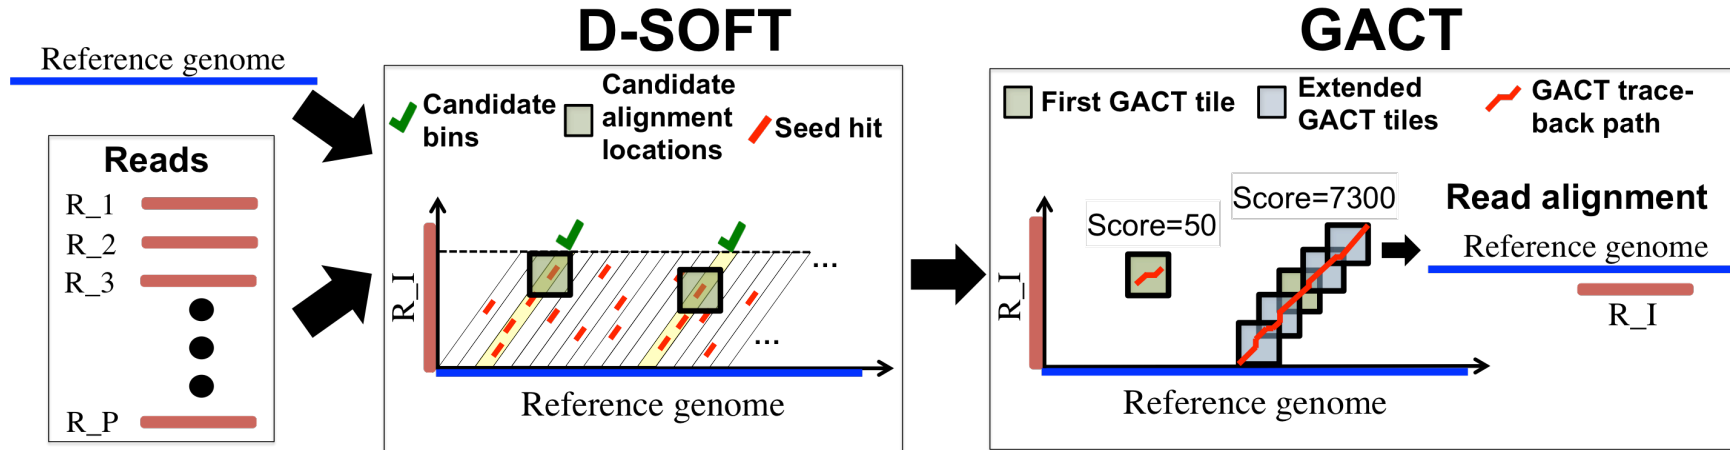 Reference genome
Reads
R_1
R_2
R_3
R_P
D-SOFT
Candidate
bins
Candidate
alignment
locations
Seed hit
R_I
...
...
Reference genome
GACT
First GACT tile
Extended
GACT tiles
GACT trace-
back path
Score=50
Score=7300
R_I
Reference genome
Read alignment
Reference genome
R_I